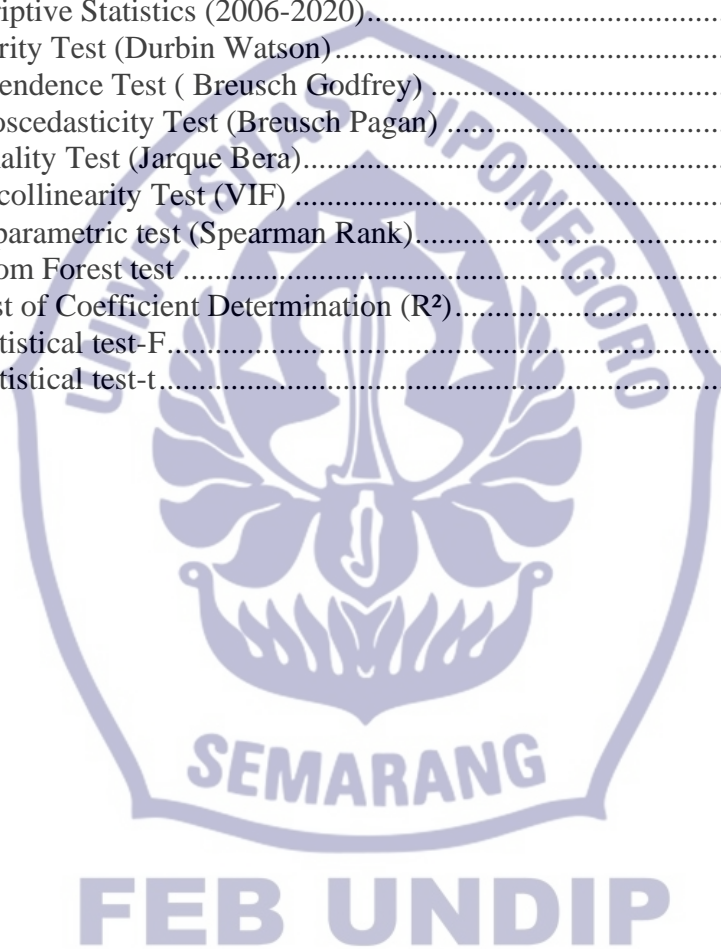 riptive Statistics (2006-2020)
rity Test (Durbin Watson)
endence Test ( Breusch Godfrey)
oscedasticity Test (Breusch Pagan)
ality Test (Jarque Bera)
collinearity Test (VIF)
parametric test (Spearman Rank)
om Forest test
st of Coefficient Determination (R²)
tistical test-F
tistical test-t
UNIVERSITAS DIPONEGORO
SEMARANG
FEB UNDIP